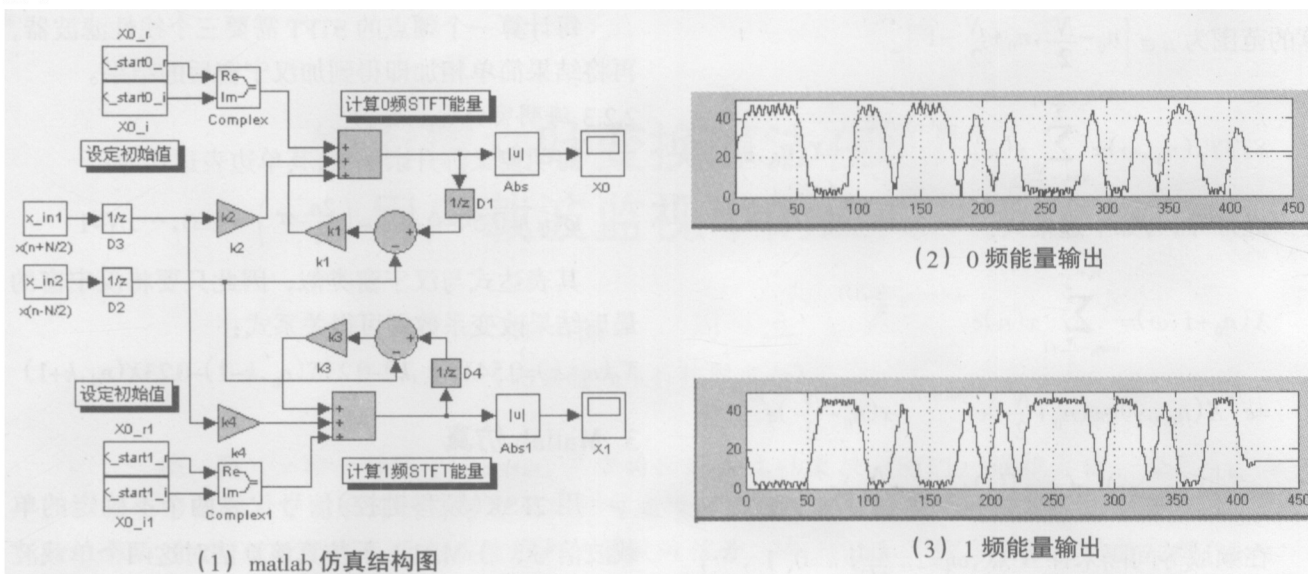 X0_r
K_start0_r
K_start0_i
X0_i
Re
Im
Complex
设定初始值
计算0频STFT能量
+
+
+
|u|
Abs
X0
1/z
D1
x_in1
x(n+N/2)
1/z
D3
k2
k2
k1
k1
+
−
x_in2
x(n-N/2)
1/z
D2
k3
k3
+
−
1/z
D4
设定初始值
k4
k4
+
+
+
|u|
Abs1
X1
计算1频STFT能量
X0_r1
K_start1_r
K_start1_i
X0_i1
Re
Im
Complex1
(1) matlab 仿真结构图
40
20
0
0 50 100 150 200 250 300 350 400 450
(2) 0 频能量输出
40
20
0
0 50 100 150 200 250 300 350 400 450
(3) 1 频能量输出